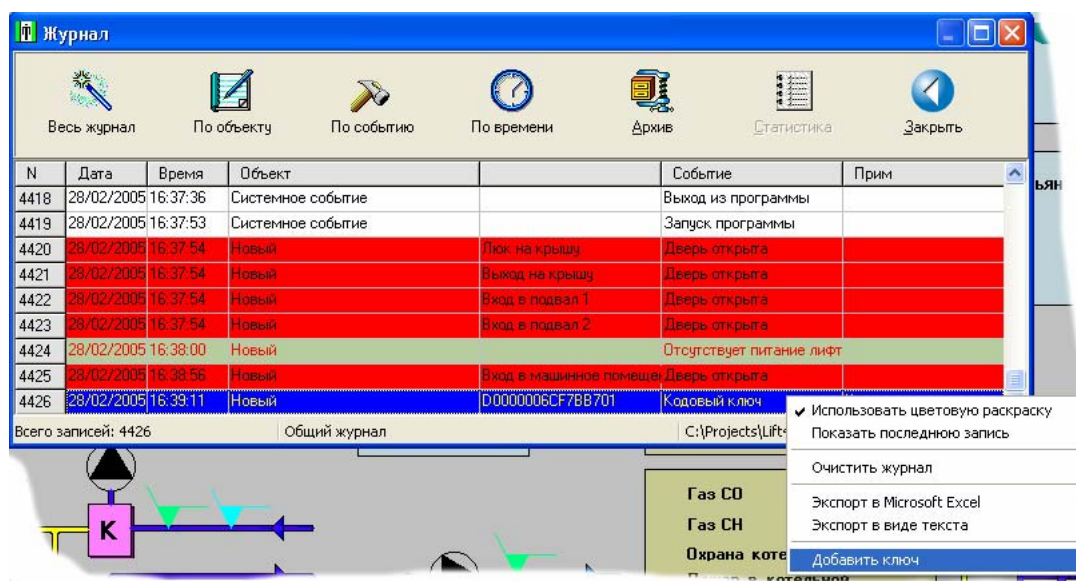 Журнал
Весь журнал По объекту По событию По времени Архив Статистика Закрыть
N Дата Время Объект Событие Прим
4418 28/02/2005 16:37:36 Системное событие Выход из программы
4419 28/02/2005 16:37:53 Системное событие Запуск программы
4420 28/02/2005 16:37:54 Новый Люк на крышу Дверь открыта
4421 28/02/2005 16:37:54 Новый Выход на крышу Дверь открыта
4422 28/02/2005 16:37:54 Новый Вход в подвал 1 Дверь открыта
4423 28/02/2005 16:37:54 Новый Вход в подвал 2 Дверь открыта
4424 28/02/2005 16:38:00 Новый Отсутствует питание лифт
4425 28/02/2005 16:38:56 Новый Вход в машинное помеще Дверь открыта
4426 28/02/2005 16:39:11 Новый D0000006CF7BB701 Кодовый ключ
Всего записей: 4426 Общий журнал C:\Projects\Lift
Использовать цветовую раскраску
Показать последнюю запись
Очистить журнал
Экспорт в Microsoft Excel
Экспорт в виде текста
Добавить ключ
ьян
Газ СО
Газ СН
Охрана коте
К